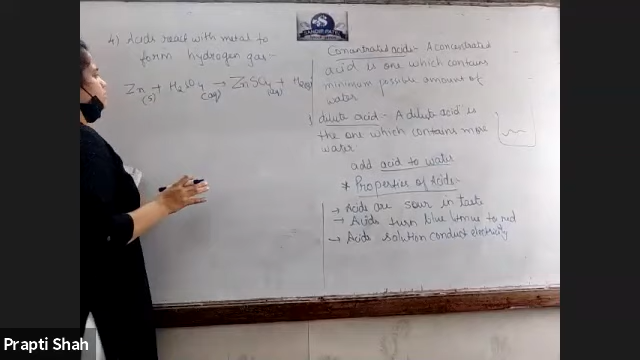 4) Acids react with metal to
form hydrogen gas-
Zn(s) + H2SO4(aq) → ZnSO4(aq) + H2(g)
SANDIP PATEL
Concentrated acids:- A concentrated
acid is one which contains
minimum possible amount of
water
dilute acid:- A dilute acid is
the one which contains more
water
add acid to water
* Properties of Acids-
→ Acids are sour in taste
→ Acids turn blue litmus to red
→ Acids solution conduct electricity
Prapti Shah